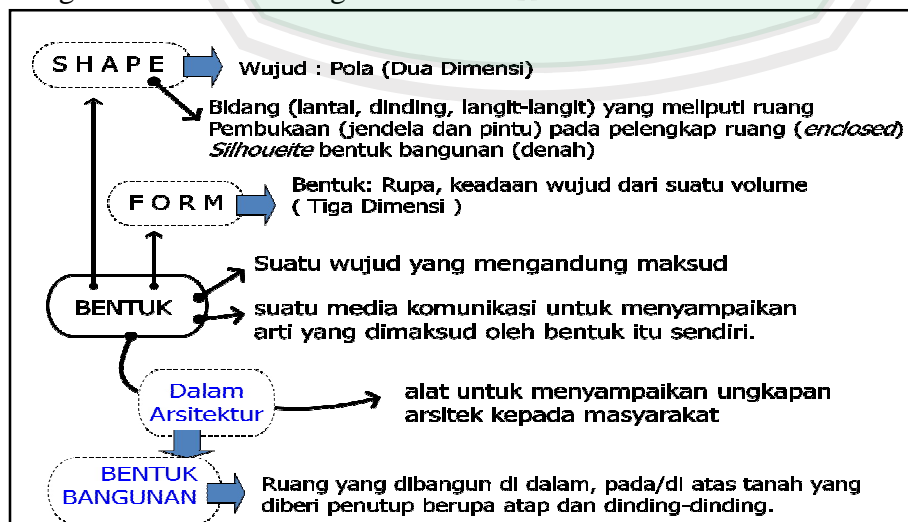 SHAPE
Wujud : Pola (Dua Dimensi)
Bidang (lantai, dinding, langit-langit) yang meliputi ruang
Pembukaan (jendela dan pintu) pada pelengkap ruang (enclosed)
Silhoueite bentuk bangunan (denah)
FORM
Bentuk: Rupa, keadaan wujud dari suatu volume
( Tiga Dimensi )
BENTUK
Suatu wujud yang mengandung maksud
suatu media komunikasi untuk menyampaikan
arti yang dimaksud oleh bentuk itu sendiri.
Dalam
Arsitektur
alat untuk menyampaikan ungkapan
arsitek kepada masyarakat
BENTUK
BANGUNAN
Ruang yang dibangun di dalam, pada/di atas tanah yang
diberi penutup berupa atap dan dinding-dinding.